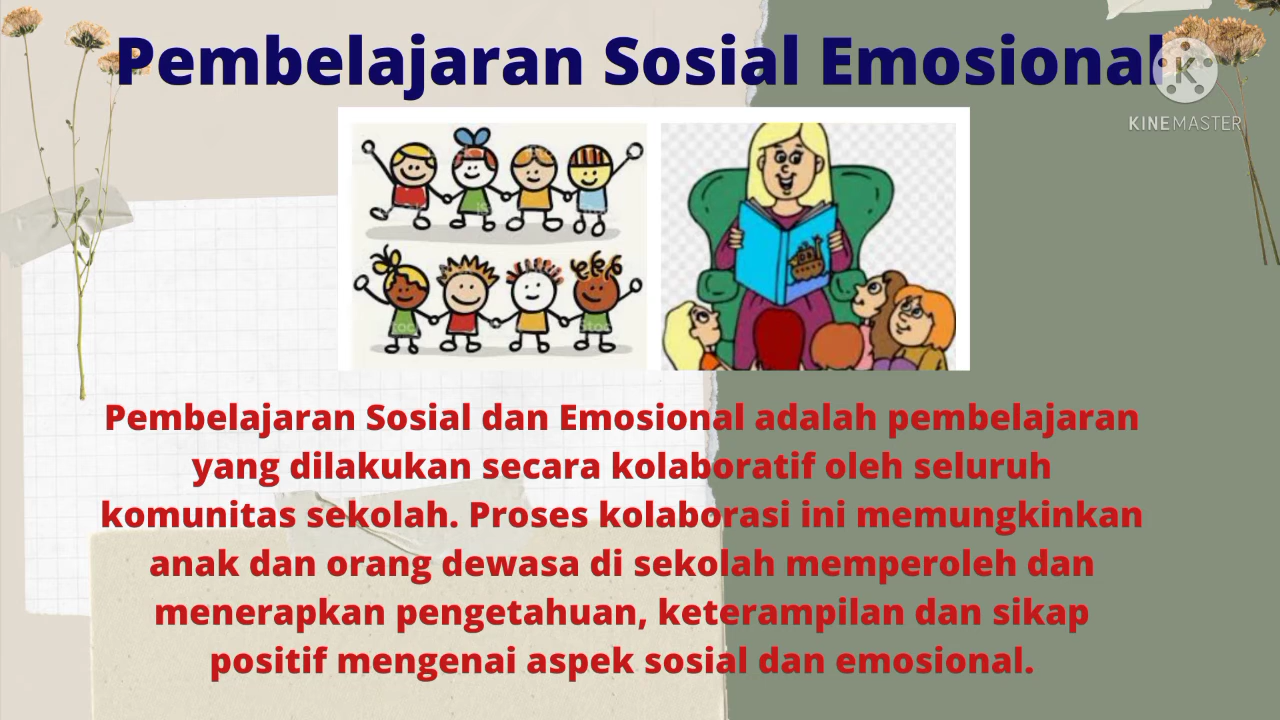 Pembelajaran Sosial Emosional
KINEMASTER
Pembelajaran Sosial dan Emosional adalah pembelajaran
yang dilakukan secara kolaboratif oleh seluruh
komunitas sekolah. Proses kolaborasi ini memungkinkan
anak dan orang dewasa di sekolah memperoleh dan
menerapkan pengetahuan, keterampilan dan sikap
positif mengenai aspek sosial dan emosional.